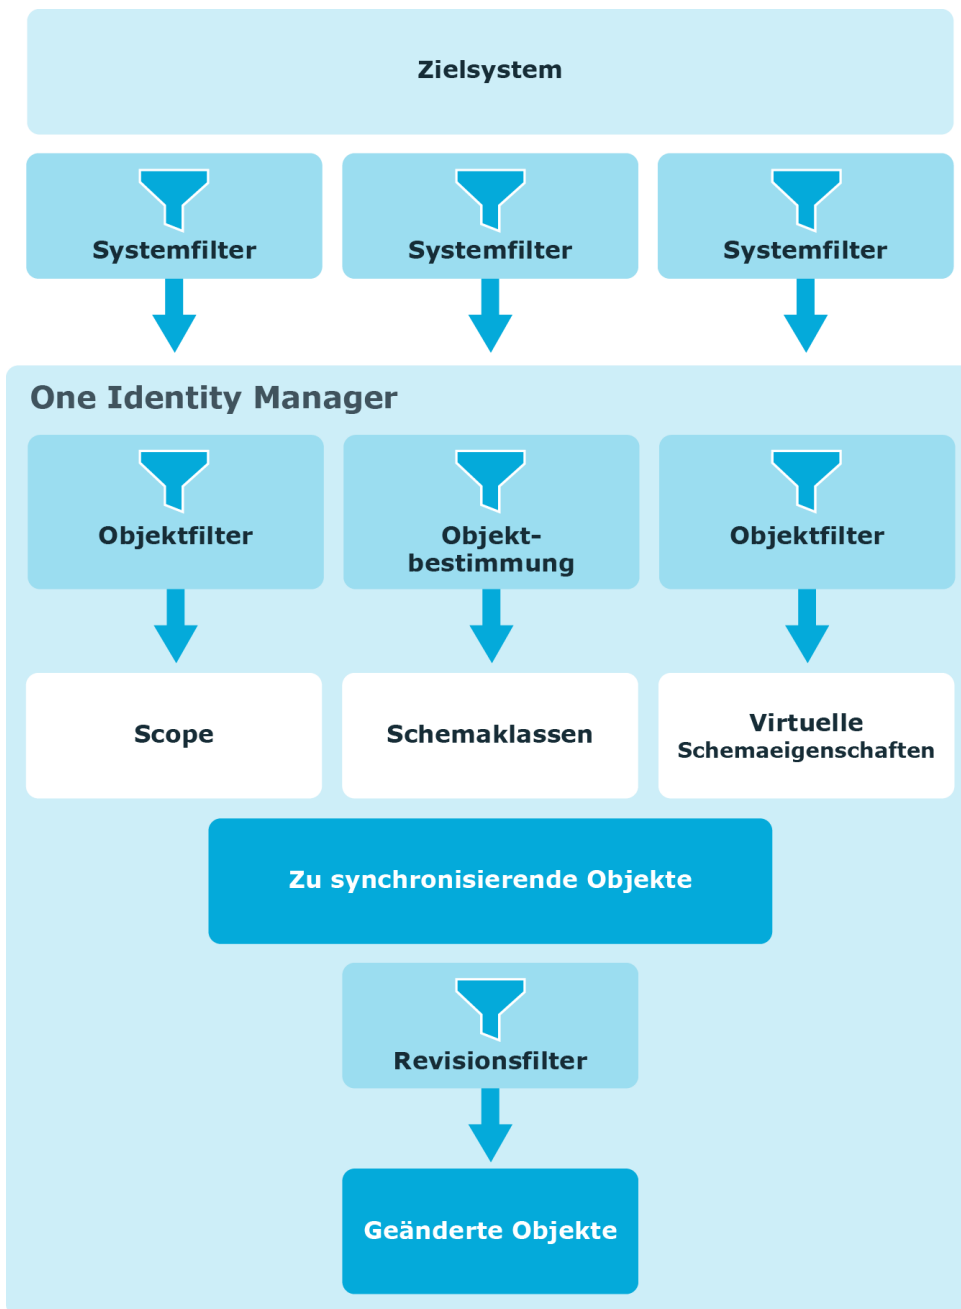 Zielsystem
Systemfilter
Systemfilter
Systemfilter
One Identity Manager
Objektfilter
Objekt-
bestimmung
Objektfilter
Scope
Schemaklassen
Virtuelle
Schemaeigenschaften
Zu synchronisierende Objekte
Revisionsfilter
Geänderte Objekte